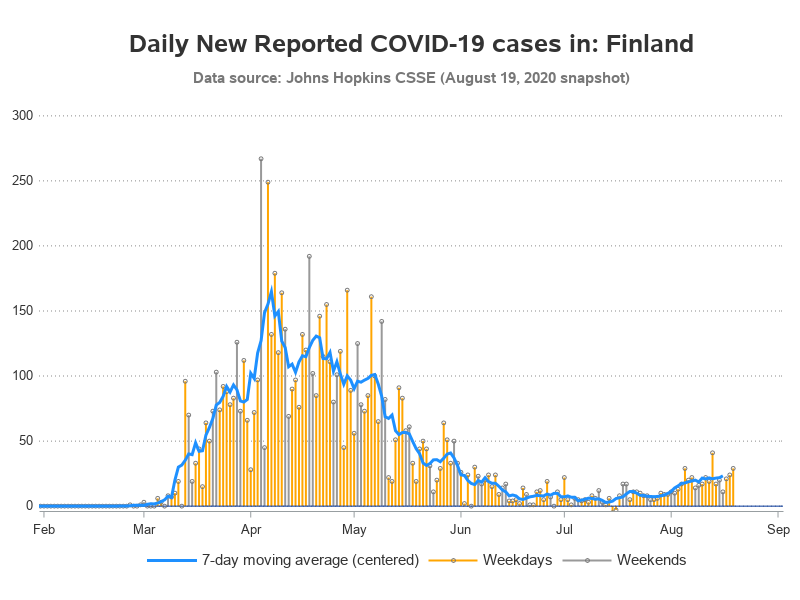 Daily New Reported COVID-19 cases in: Finland
Data source: Johns Hopkins CSSE (August 19, 2020 snapshot)
300
250
200
150
100
50
0
Feb Mar Apr May Jun Jul Aug Sep
7-day moving average (centered) Weekdays Weekends